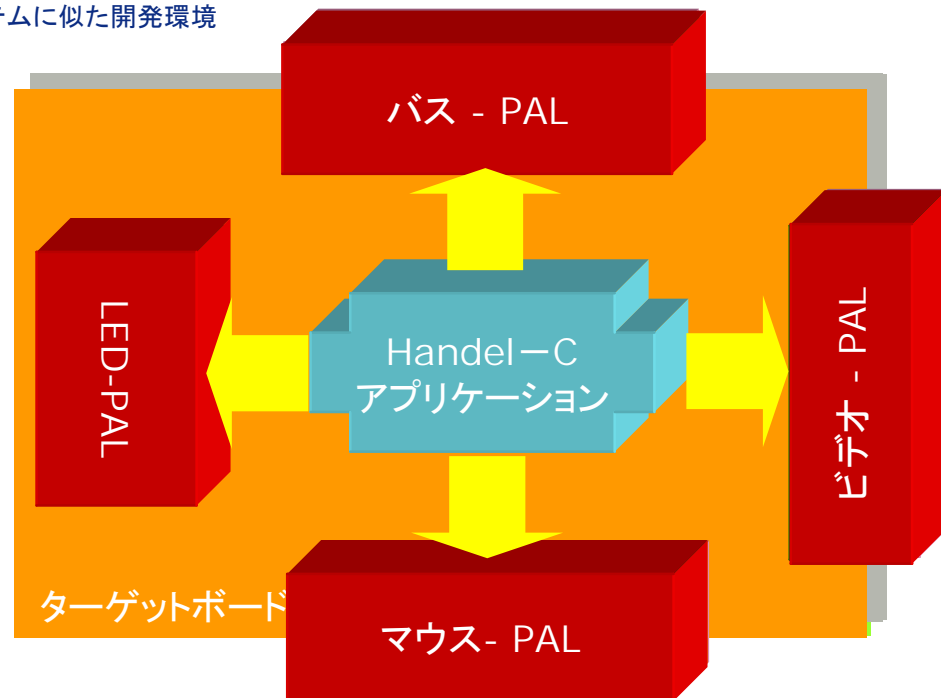 テムに似た開発環境
バス - PAL
LED-PAL
Handel－C
アプリケーション
ビデオ - PAL
ターゲットボード
マウス- PAL